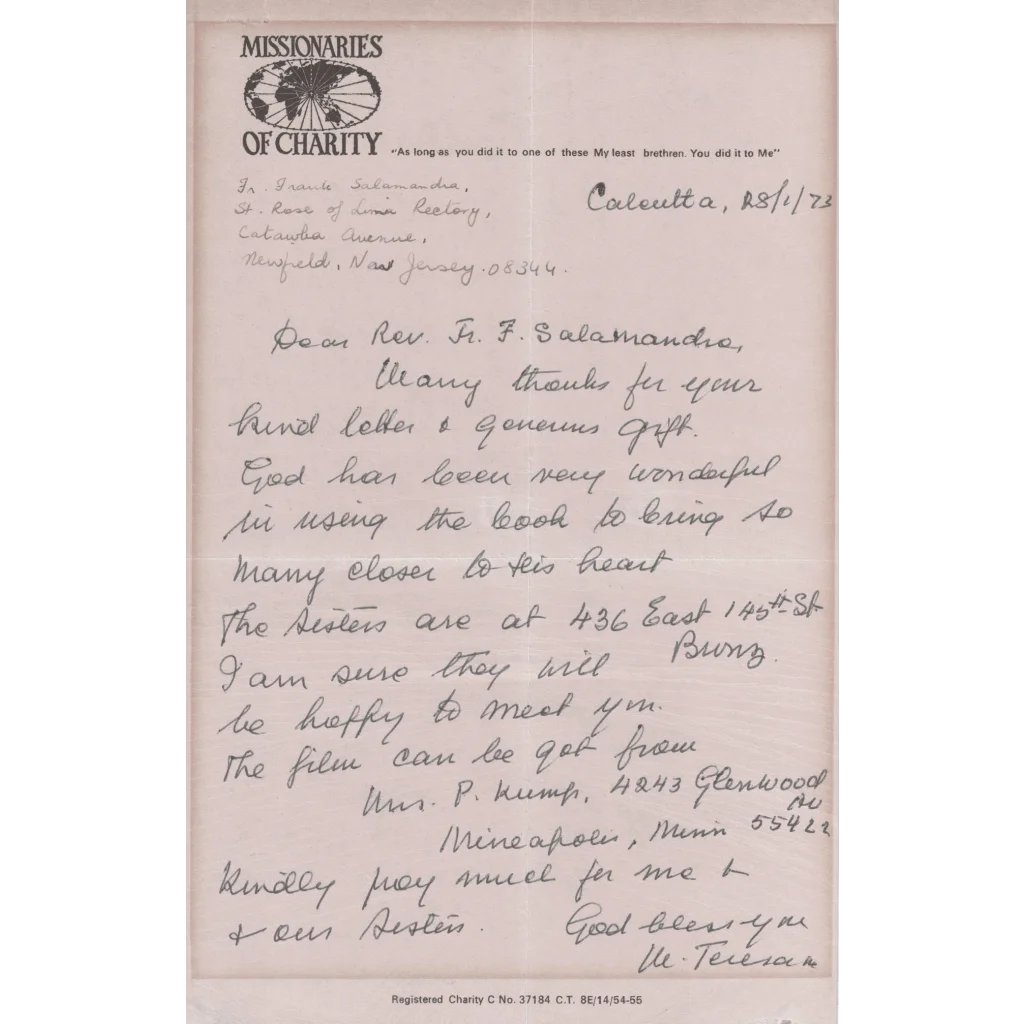 MISSIONARIES
OF CHARITY
"As long as you did it to one of these My least brethren. You did it to Me"
Fr. Frank Salamandra,
St. Rose of Lima Rectory,
Catawba Avenue,
Newfield, New Jersey. 08344.
Calcutta, 28/1/73
Dear Rev. Fr. F. Salamandra,
Many thanks for your
kind letter & generous gift.
God has been very wonderful
in using the book to bring so
many closer to His heart
The Sisters are at 436 East 145th St
Bronz.
I am sure they will
be happy to meet you.
The film can be got from
Mrs. P. Kump, 4243 Glenwood
Av
Mineapolis, Minn 55422
Kindly pray much for me &
& our Sisters.
God bless you
M. Teresa mc
Registered Charity C No. 37184 C.T. 8E/14/54-55